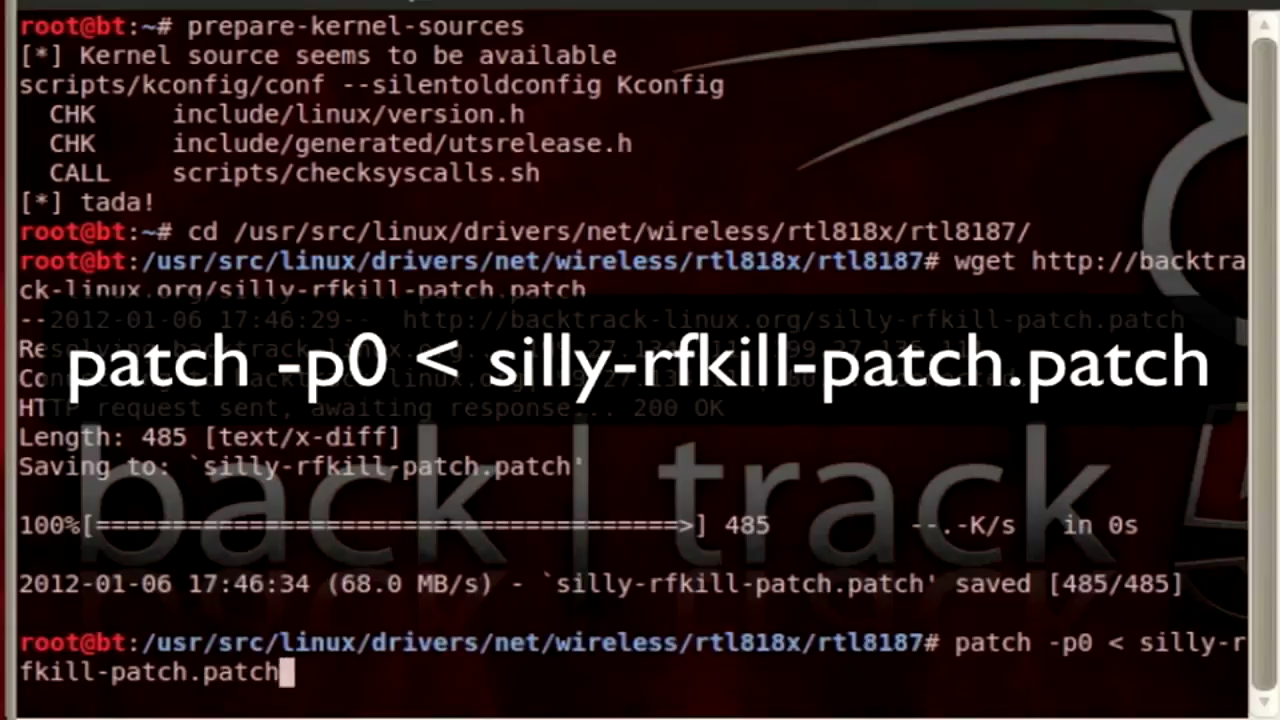 root@bt:~# prepare-kernel-sources
[*] Kernel source seems to be available
scripts/kconfig/conf --silentoldconfig Kconfig
  CHK     include/linux/version.h
  CHK     include/generated/utsrelease.h
  CALL    scripts/checksyscalls.sh
[*] tada!
root@bt:~# cd /usr/src/linux/drivers/net/wireless/rtl818x/rtl8187/
root@bt:/usr/src/linux/drivers/net/wireless/rtl818x/rtl8187# wget http://backtra
ck-linux.org/silly-rfkill-patch.patch
--2012-01-06 17:46:29--  http://backtrack-linux.org/silly-rfkill-patch.patch
patch -p0 < silly-rfkill-patch.patch
HTTP request sent, awaiting response... 200 OK
Length: 485 [text/x-diff]
Saving to: `silly-rfkill-patch.patch'
back | track 5
100%[======================================>] 485         --.-K/s   in 0s
2012-01-06 17:46:34 (68.0 MB/s) - `silly-rfkill-patch.patch' saved [485/485]
root@bt:/usr/src/linux/drivers/net/wireless/rtl818x/rtl8187# patch -p0 < silly-r
fkill-patch.patch